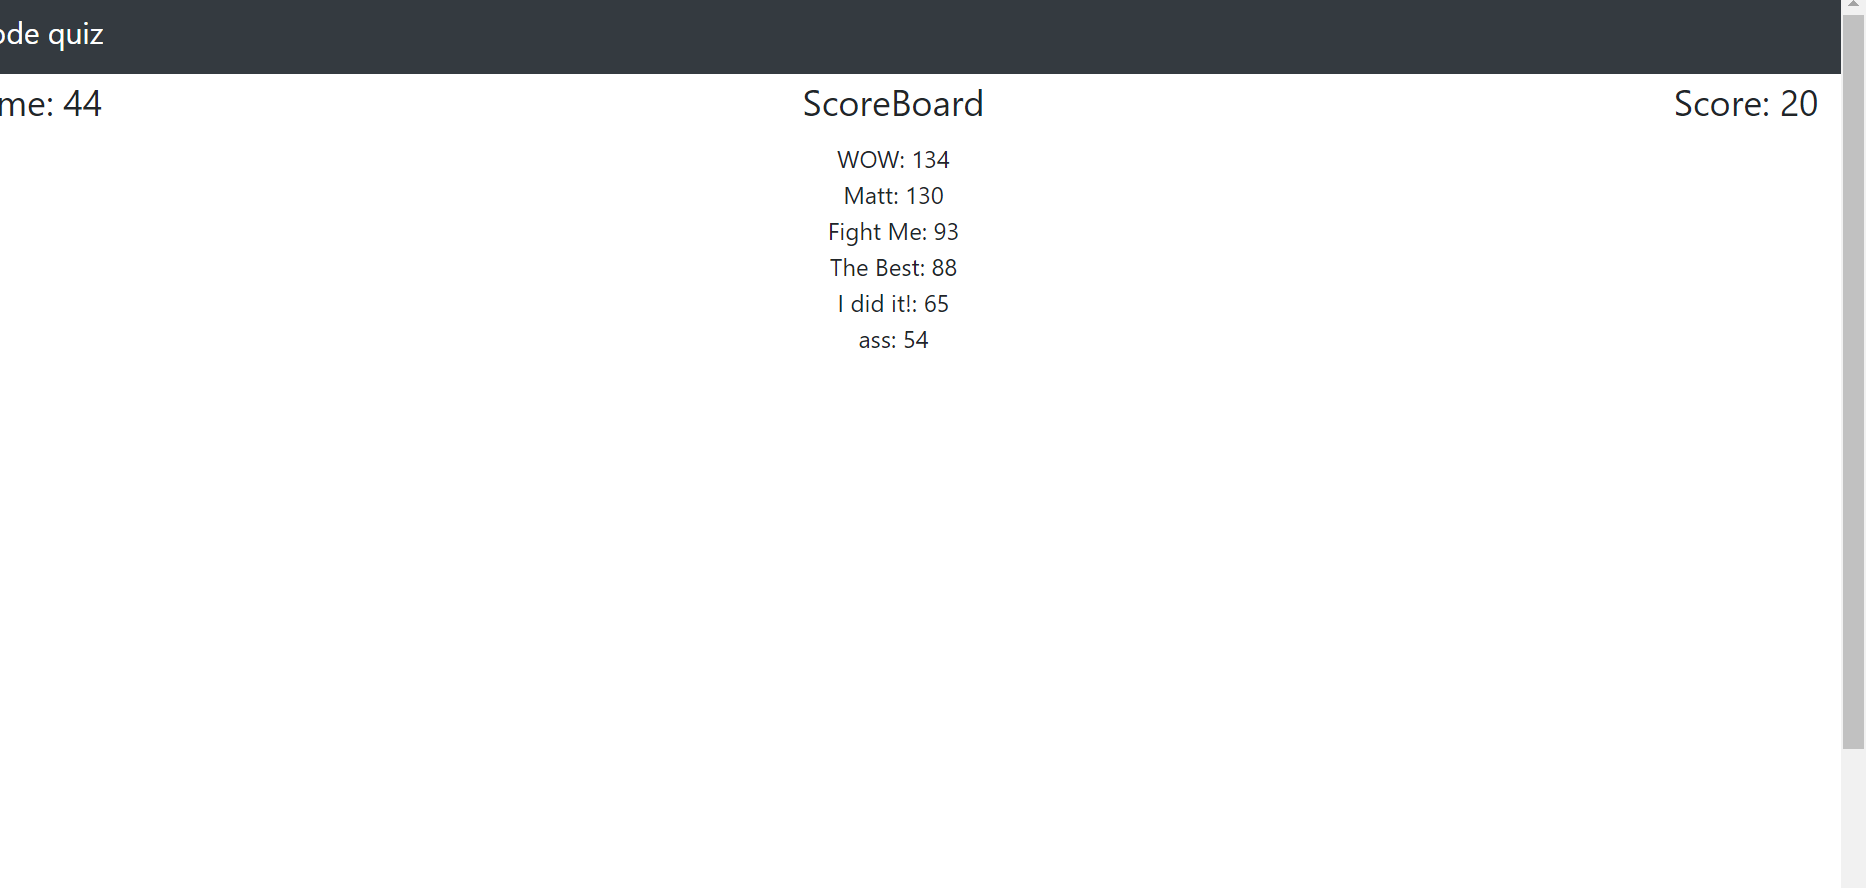 ode quiz
me: 44
ScoreBoard
Score: 20
WOW: 134
Matt: 130
Fight Me: 93
The Best: 88
I did it!: 65
ass: 54